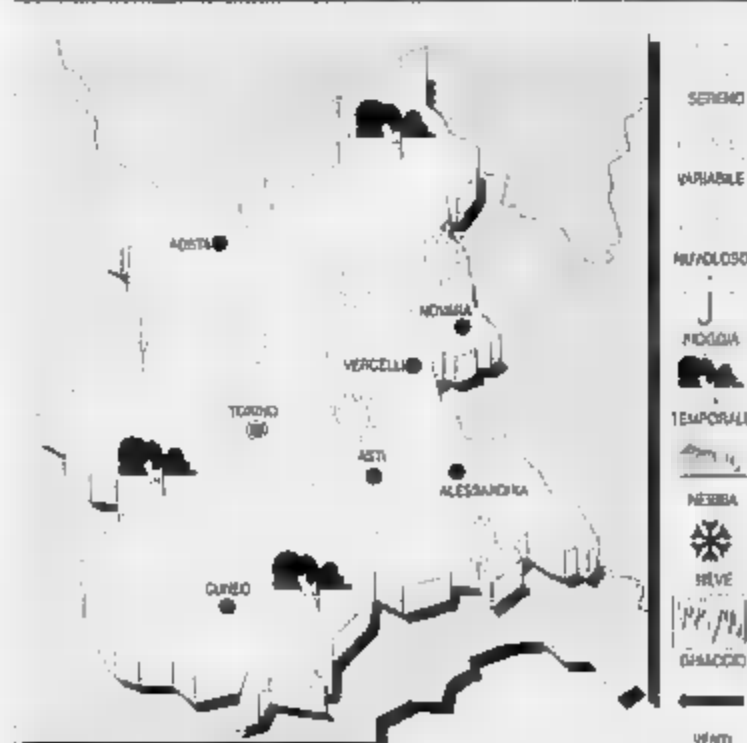 SERENO
VARIABILE
AOSTA
NUVOLOSO
NOVARA
PIOGGIA
VERCELLI
TORINO
TEMPORALE
ASTI
ALESSANDRIA
NEBBIA
NEVE
CUNEO
GHIACCIO
VENTI